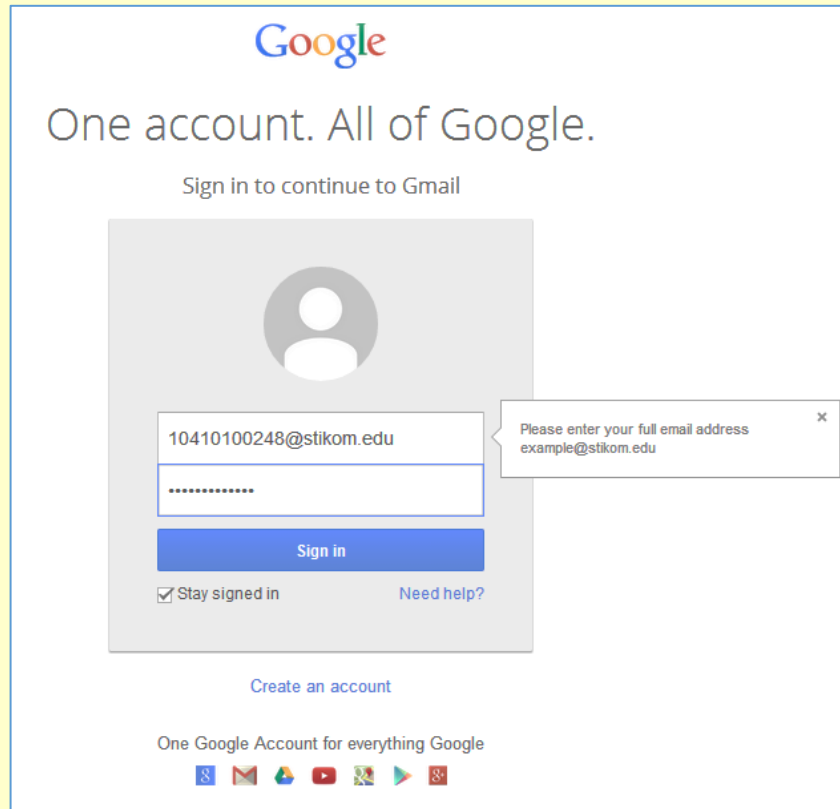 Google
One account. All of Google.
Sign in to continue to Gmail
10410100248@stikom.edu
Please enter your full email address
example@stikom.edu
•••••••••••••
Sign in
Stay signed in
Need help?
Create an account
One Google Account for everything Google